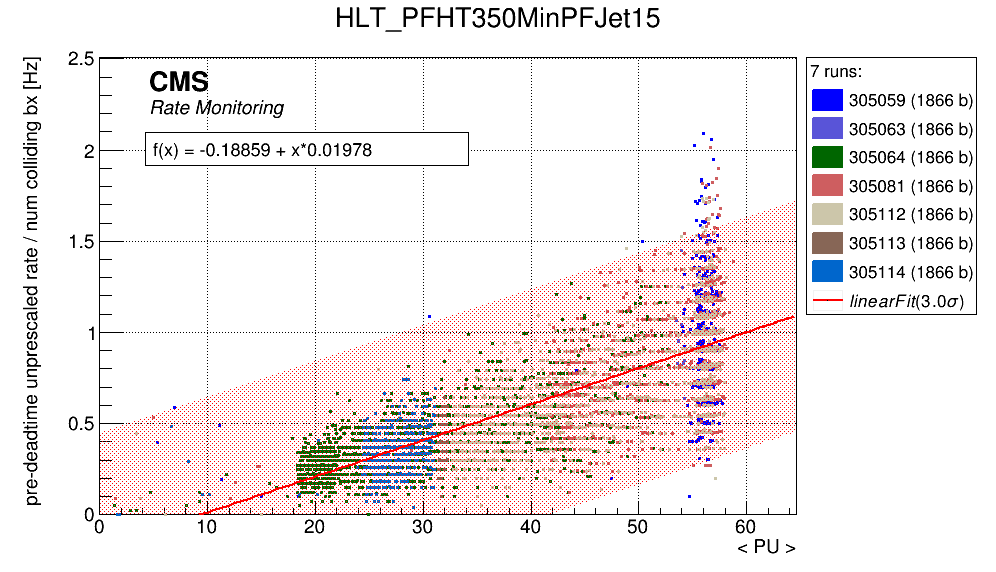 HLT_PFHT350MinPFJet15
pre-deadtime unprescaled rate / num colliding bx [Hz]
2.5
2
1.5
1
0.5
0
CMS
Rate Monitoring
f(x) = -0.18859 + x*0.01978
0 10 20 30 40 50 60
< PU >
7 runs:
305059 (1866 b)
305063 (1866 b)
305064 (1866 b)
305081 (1866 b)
305112 (1866 b)
305113 (1866 b)
305114 (1866 b)
linearFit(3.0σ)